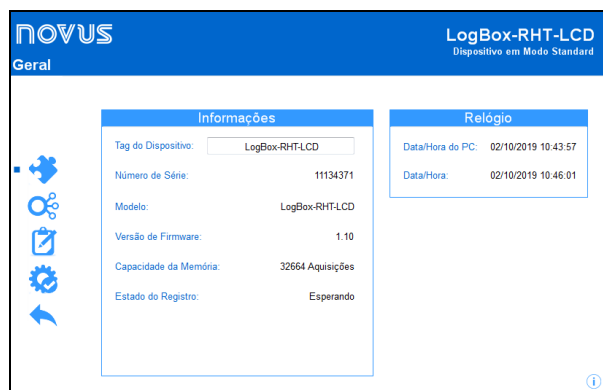 novus
LogBox-RHT-LCD
Dispositivo em Modo Standard
Geral
Informações
Tag do Dispositivo: LogBox-RHT-LCD
Número de Série: 11134371
Modelo: LogBox-RHT-LCD
Versão de Firmware: 1.10
Capacidade da Memória: 32664 Aquisições
Estado do Registro: Esperando
Relógio
Data/Hora do PC: 02/10/2019 10:43:57
Data/Hora: 02/10/2019 10:46:01